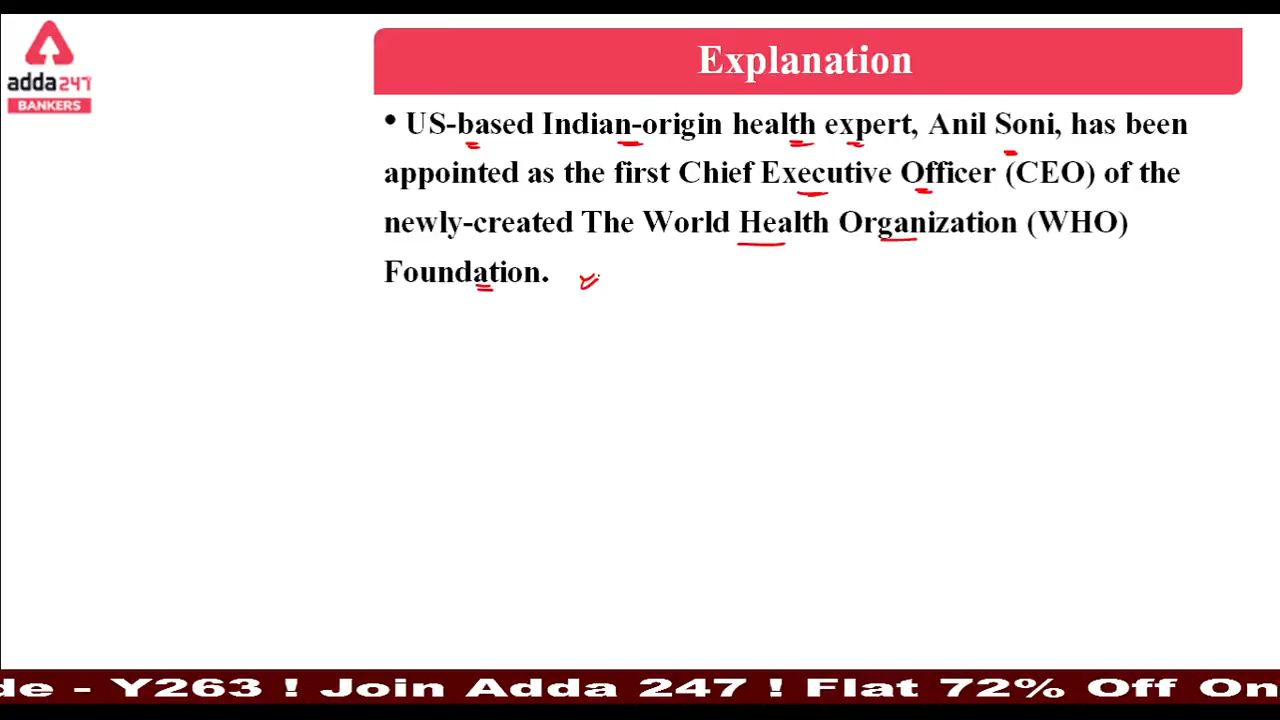 adda247
BANKERS
Explanation
• US-based Indian-origin health expert, Anil Soni, has been
appointed as the first Chief Executive Officer (CEO) of the
newly-created The World Health Organization (WHO)
Foundation.
de - Y263 ! Join Adda 247 ! Flat 72% Off On